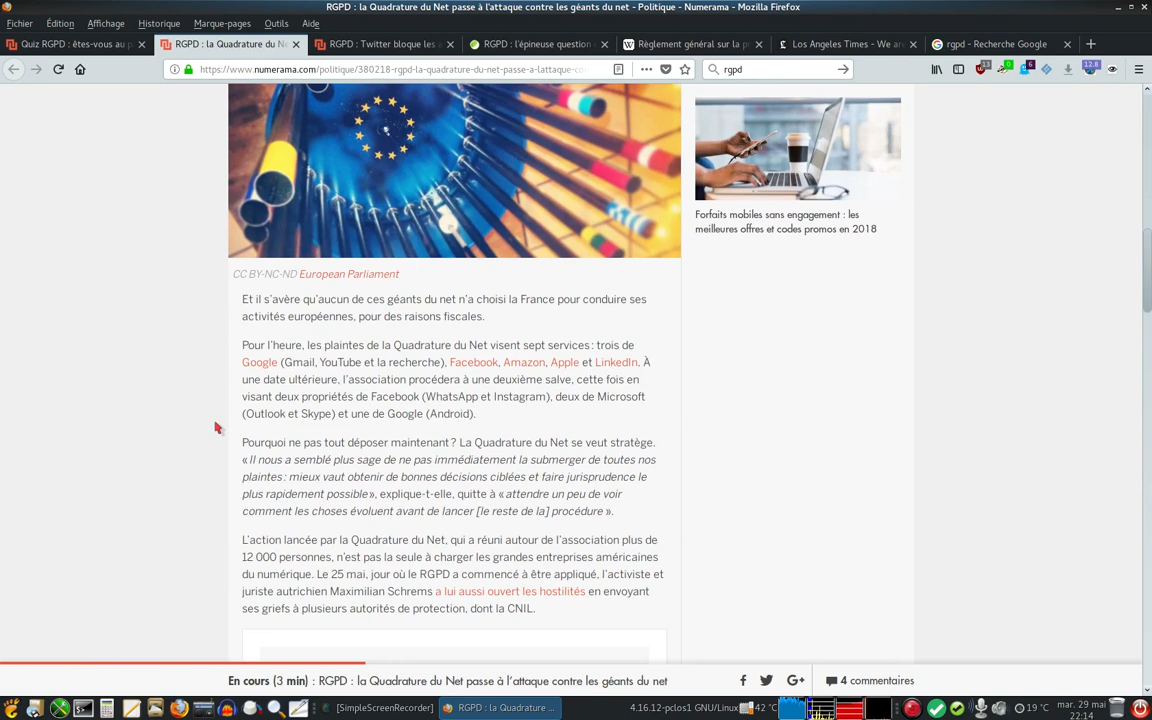 RGPD : la Quadrature du Net passe à l'attaque contre les géants du net - Politique - Numerama - Mozilla Firefox
Fichier Édition Affichage Historique Marque-pages Outils Aide
Quiz RGPD : êtes-vous au p
RGPD : la Quadrature du Net
RGPD : Twitter bloque les a
RGPD : l'épineuse question
Règlement général sur la p
Los Angeles Times - We are
rgpd - Recherche Google
https://www.numerama.com/politique/380218-rgpd-la-quadrature-du-net-passe-a-lattaque-co
rgpd
13 0 6 12,8
CC BY-NC-ND European Parliament
Et il s'avère qu'aucun de ces géants du net n'a choisi la France pour conduire ses
activités européennes, pour des raisons fiscales.
Pour l'heure, les plaintes de la Quadrature du Net visent sept services : trois de
Google (Gmail, YouTube et la recherche), Facebook, Amazon, Apple et LinkedIn. À
une date ultérieure, l'association procédera à une deuxième salve, cette fois en
visant deux propriétés de Facebook (WhatsApp et Instagram), deux de Microsoft
(Outlook et Skype) et une de Google (Android).
Pourquoi ne pas tout déposer maintenant ? La Quadrature du Net se veut stratège.
« Il nous a semblé plus sage de ne pas immédiatement la submerger de toutes nos
plaintes : mieux vaut obtenir de bonnes décisions ciblées et faire jurisprudence le
plus rapidement possible », explique-t-elle, quitte à « attendre un peu de voir
comment les choses évoluent avant de lancer [le reste de la] procédure ».
L'action lancée par la Quadrature du Net, qui a réuni autour de l'association plus de
12 000 personnes, n'est pas la seule à charger les grandes entreprises américaines
du numérique. Le 25 mai, jour où le RGPD a commencé à être appliqué, l'activiste et
juriste autrichien Maximilian Schrems a lui aussi ouvert les hostilités en envoyant
ses griefs à plusieurs autorités de protection, dont la CNIL.
Forfaits mobiles sans engagement : les
meilleures offres et codes promos en 2018
En cours (3 min) : RGPD : la Quadrature du Net passe à l'attaque contre les géants du net
4 commentaires
[SimpleScreenRecorder]
RGPD : la Quadrature ...
4.16.12-pclos1 GNU/Linux
42 °C
19 °C
mar. 29 mai
22:14